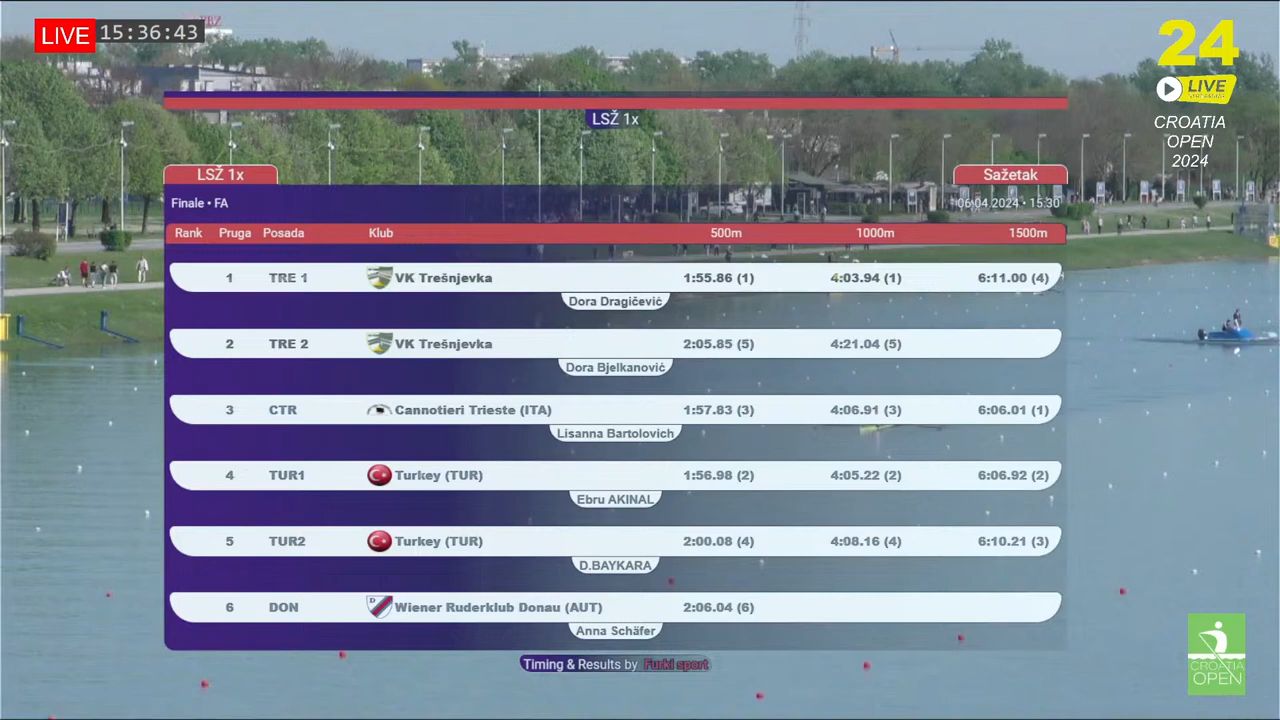 LIVE 15:36:43
24
LIVE
CROATIA
OPEN
2024
LSŽ 1x
LSŽ 1x Sažetak
Finale • FA 06.04.2024 • 15:30
Rank Pruga Posada Klub 500m 1000m 1500m
1 TRE 1 VK Trešnjevka 1:55.86 (1) 4:03.94 (1) 6:11.00 (4)
Dora Dragičević
2 TRE 2 VK Trešnjevka 2:05.85 (5) 4:21.04 (5)
Dora Bjelkanović
3 CTR Cannotieri Trieste (ITA) 1:57.83 (3) 4:06.91 (3) 6:06.01 (1)
Lisanna Bartolovich
4 TUR1 Turkey (TUR) 1:56.98 (2) 4:05.22 (2) 6:06.92 (2)
Ebru AKINAL
5 TUR2 Turkey (TUR) 2:00.08 (4) 4:08.16 (4) 6:10.21 (3)
D.BAYKARA
6 DON D Wiener Ruderklub Donau (AUT) 2:06.04 (6)
Anna Schäfer
Timing & Results by Furki sport
CROATIA
OPEN